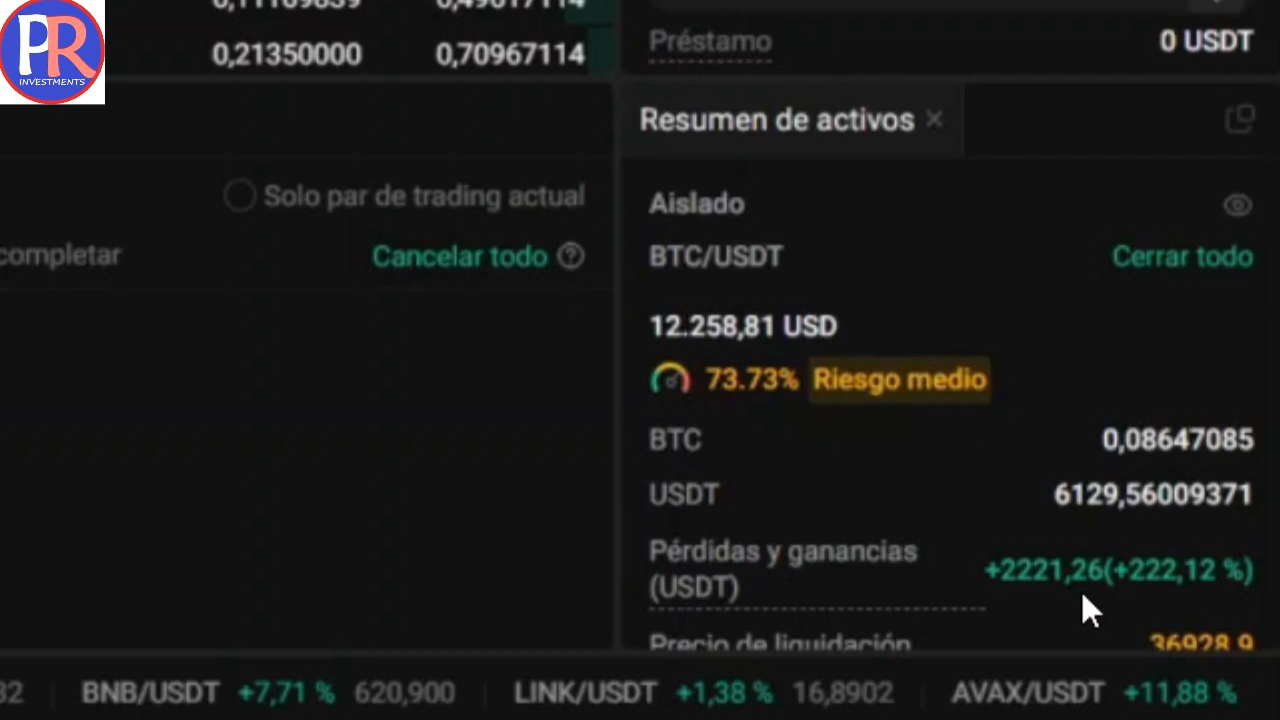 PR
INVESTMENTS
0,21350000 0,70967114
Préstamo 0 USDT
Resumen de activos
Solo par de trading actual
Aislado
completar Cancelar todo
BTC/USDT Cerrar todo
12.258,81 USD
73.73% Riesgo medio
BTC 0,08647085
USDT 6129,56009371
Pérdidas y ganancias
(USDT) +2221,26(+222,12 %)
Precio de liquidación 36928,9
32 BNB/USDT +7,71 % 620,900 LINK/USDT +1,38 % 16,8902 AVAX/USDT +11,88 %